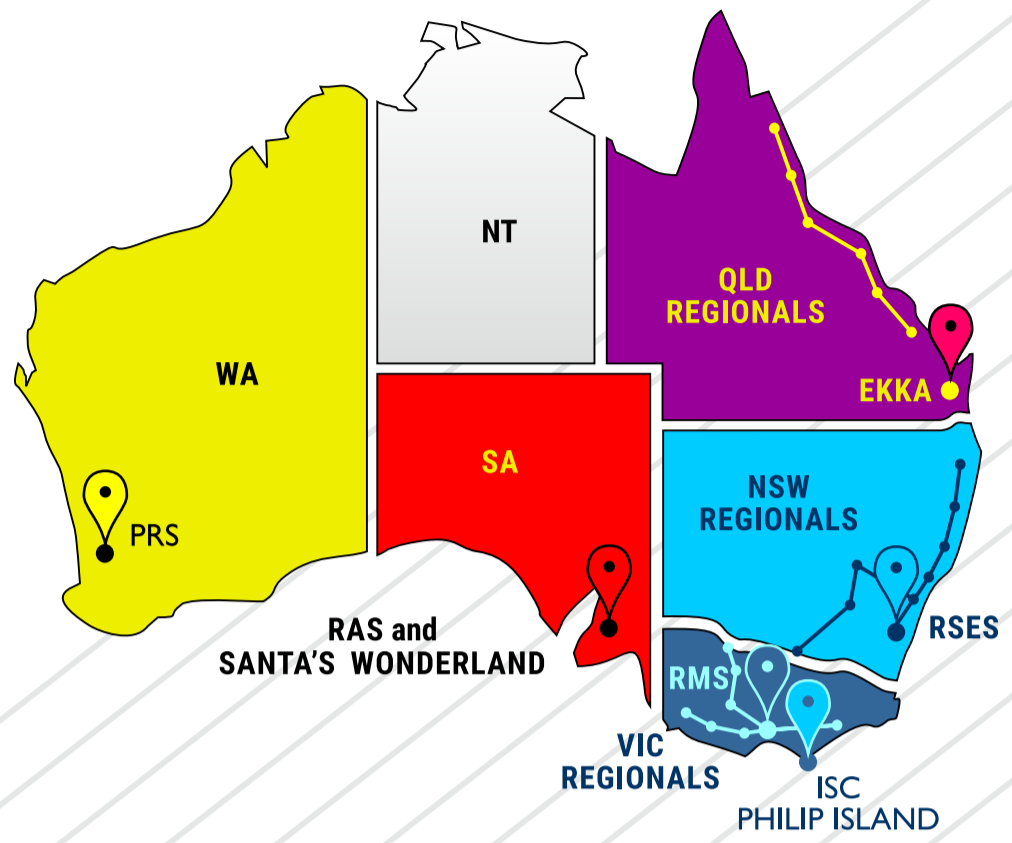 NT
QLD
REGIONALS
WA
EKKA
SA
NSW
REGIONALS
PRS
RAS and
SANTA'S WONDERLAND
RSES
RMS
VIC
REGIONALS
ISC
PHILIP ISLAND